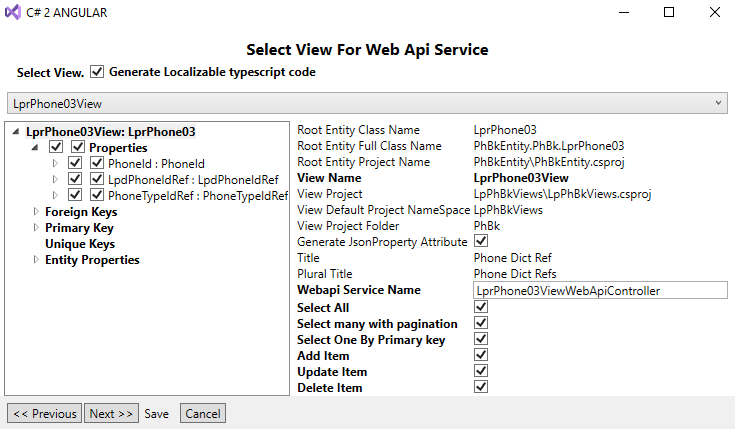 C# 2 ANGULAR
Select View For Web Api Service
Select View. Generate Localizable typescript code
LprPhone03View
LprPhone03View: LprPhone03
Properties
PhoneId : PhoneId
LpdPhoneIdRef : LpdPhoneIdRef
PhoneTypeIdRef : PhoneTypeIdRef
Foreign Keys
Primary Key
Unique Keys
Entity Properties
Root Entity Class Name LprPhone03
Root Entity Full Class Name PhBkEntity.PhBk.LprPhone03
Root Entity Project Name PhBkEntity\PhBkEntity.csproj
View Name LprPhone03View
View Project LpPhBkViews\LpPhBkViews.csproj
View Default Project NameSpace LpPhBkViews
View Project Folder PhBk
Generate JsonProperty Attribute
Title Phone Dict Ref
Plural Title Phone Dict Refs
Webapi Service Name LprPhone03ViewWebApiController
Select All
Select many with pagination
Select One By Primary key
Add Item
Update Item
Delete Item
<< Previous Next >> Save Cancel